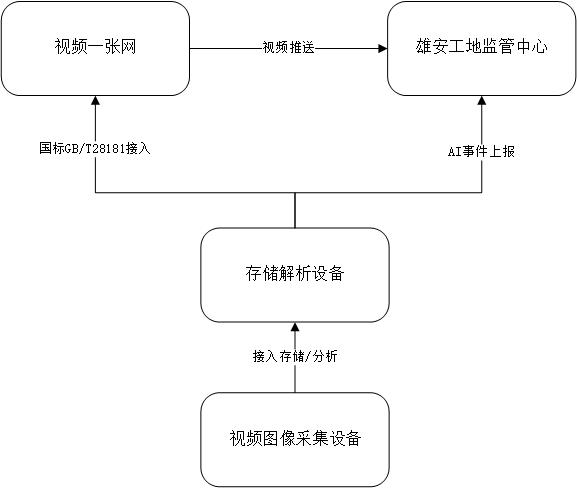 视频一张网
视频推送
雄安工地监管中心
国标GB/T28181接入
AI事件上报
存储解析设备
接入存储/分析
视频图像采集设备